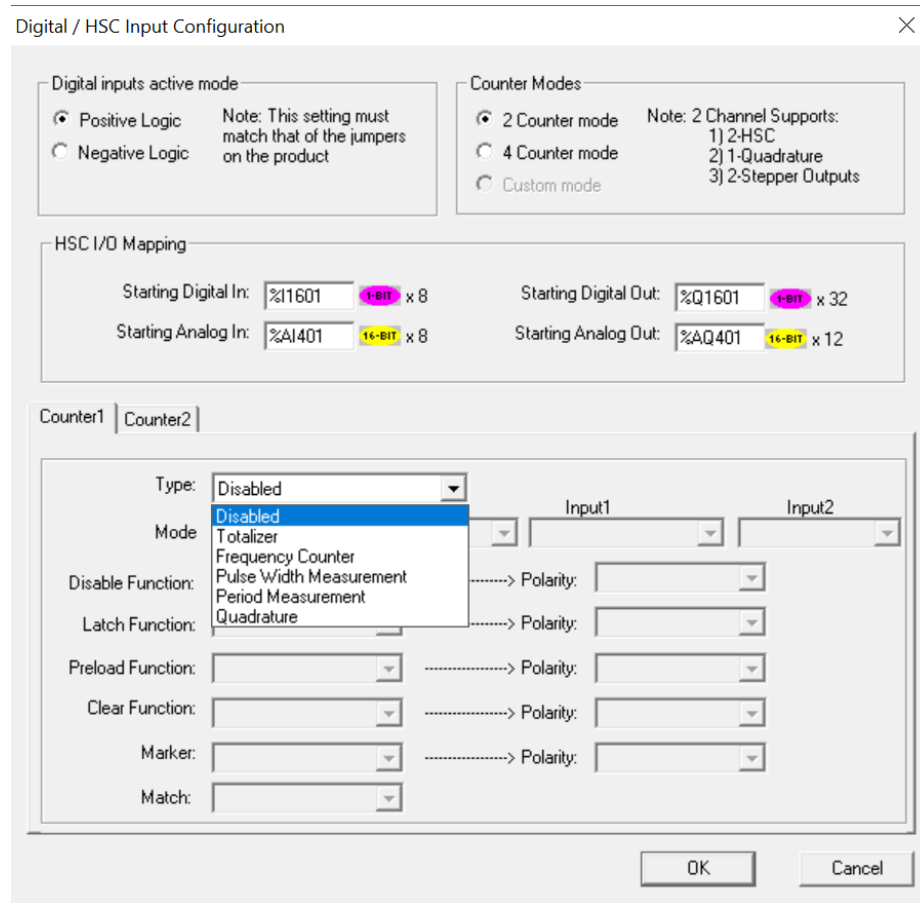 Digital / HSC Input Configuration
Digital inputs active mode
Positive Logic
Negative Logic
Note: This setting must
match that of the jumpers
on the product
Counter Modes
2 Counter mode
4 Counter mode
Custom mode
Note: 2 Channel Supports:
1) 2-HSC
2) 1-Quadrature
3) 2-Stepper Outputs
HSC I/O Mapping
Starting Digital In: %I1601 1-BIT x 8
Starting Analog In: %AI401 16-BIT x 8
Starting Digital Out: %Q1601 1-BIT x 32
Starting Analog Out: %AQ401 16-BIT x 12
Counter1 Counter2
Type: Disabled
Disabled
Totalizer
Frequency Counter
Pulse Width Measurement
Period Measurement
Quadrature
Input1 Input2
Mode
Disable Function: -------> Polarity:
Latch Function: -------> Polarity:
Preload Function: ----------------> Polarity:
Clear Function: ----------------> Polarity:
Marker: ----------------> Polarity:
Match:
OK Cancel